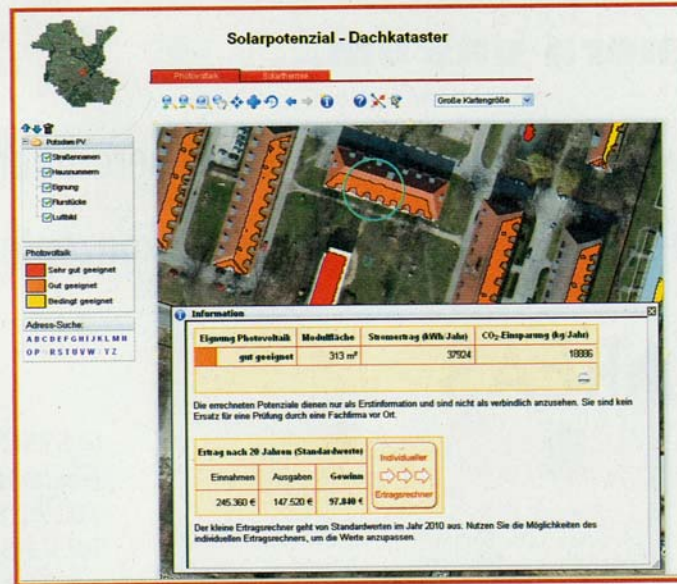 Solarpotenzial - Dachkataster
Photovoltaik
Solarthermie
Große Kartengröße
Potsdam PV
Straßennamen
Hausnummern
Eignung
Flurstücke
Luftbild
Photovoltaik
Sehr gut geeignet
Gut geeignet
Bedingt geeignet
Adress-Suche:
A B C D E F G H I J K L M N
O P Q R S T U V W X Y Z
Information
Eignung Photovoltaik Modulfläche Stromertrag (kWh/Jahr) CO₂-Einsparung (kg/Jahr)
gut geeignet 313 m² 37924 18886
Die errechneten Potenziale dienen nur als Erstinformation und sind nicht als verbindlich anzusehen. Sie sind kein
Ersatz für eine Prüfung durch eine Fachfirma vor Ort.
Ertrag nach 20 Jahren (Standardwerte)
Einnahmen Ausgaben Gewinn
245.360 € 147.520 € 97.840 €
Individueller
Ertragsrechner
Der kleine Ertragsrechner geht von Standardwerten im Jahr 2010 aus. Nutzen Sie die Möglichkeiten des
individuellen Ertragsrechners, um die Werte anzupassen.